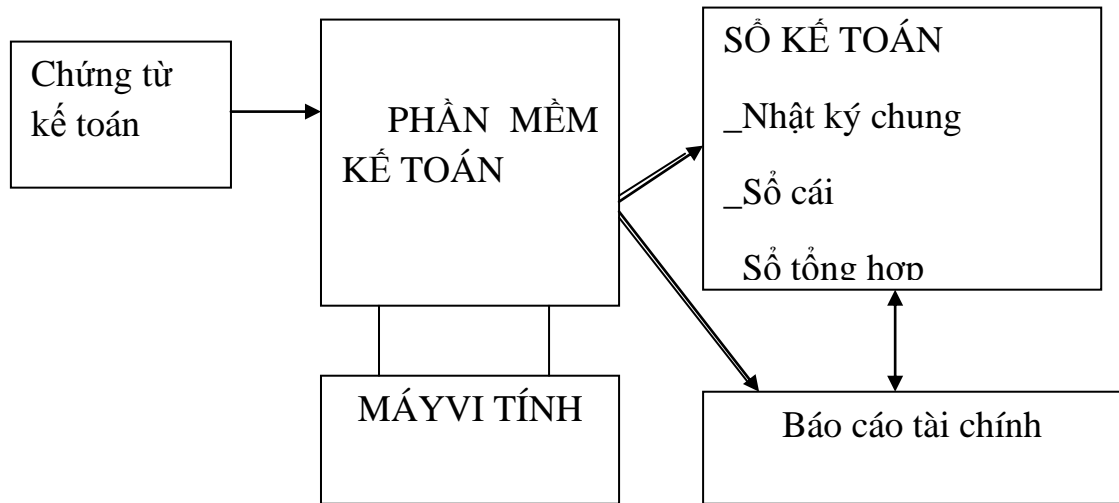 Chứng từ
kế toán
PHẦN MỀM
KẾ TOÁN
MÁYVI TÍNH
SỔ KẾ TOÁN
_Nhật ký chung
_Sổ cái
Sổ tổng hợp
Báo cáo tài chính